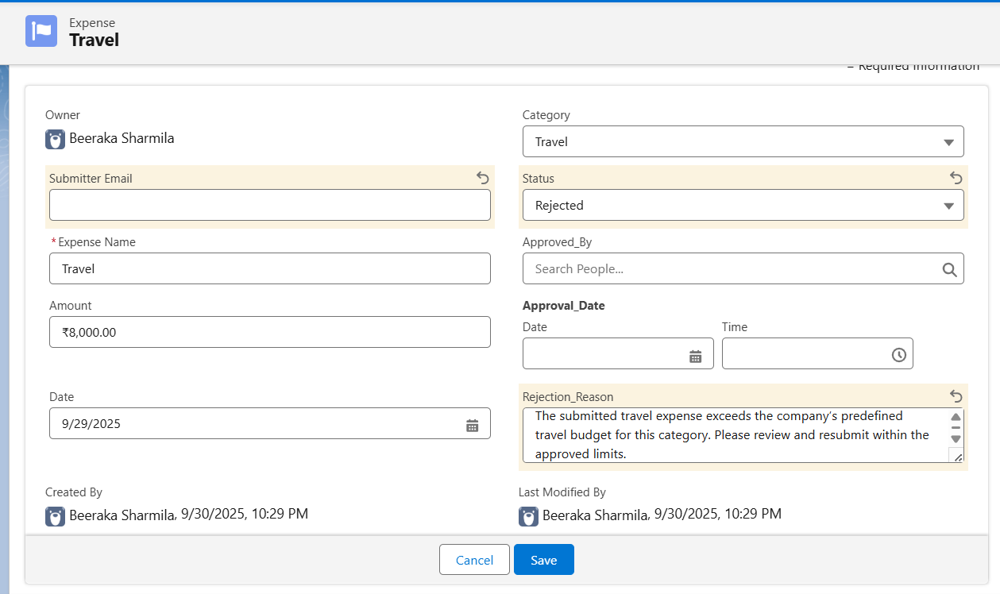 Expense
Travel
= Required Information
Owner
Beeraka Sharmila
Category
Travel
Submitter Email
Status
Rejected
*Expense Name
Travel
Approved_By
Search People...
Amount
₹8,000.00
Approval_Date
Date
Time
Date
9/29/2025
Rejection_Reason
The submitted travel expense exceeds the company's predefined
travel budget for this category. Please review and resubmit within the
approved limits.
Created By
Beeraka Sharmila, 9/30/2025, 10:29 PM
Last Modified By
Beeraka Sharmila, 9/30/2025, 10:29 PM
Cancel
Save